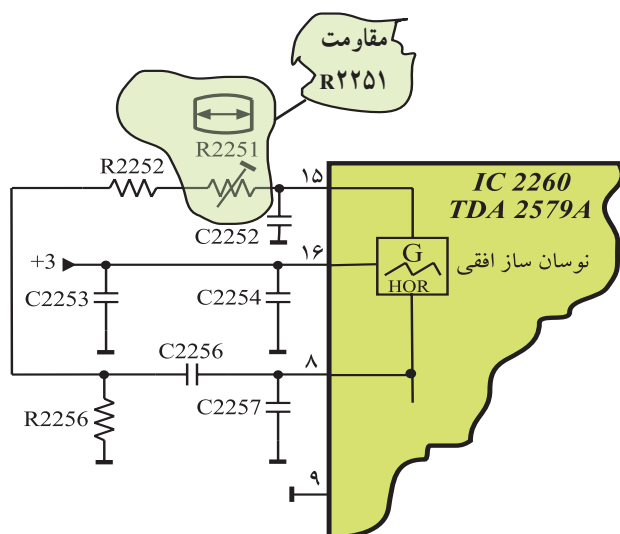 مقاومت
R۲۲۵۱
R2251
R2252
۱۵
IC 2260
TDA 2579A
C2252
+3
۱۶
G
HOR
نوسان ساز افقی
C2253
C2254
C2256
۸
C2257
R2256
۹